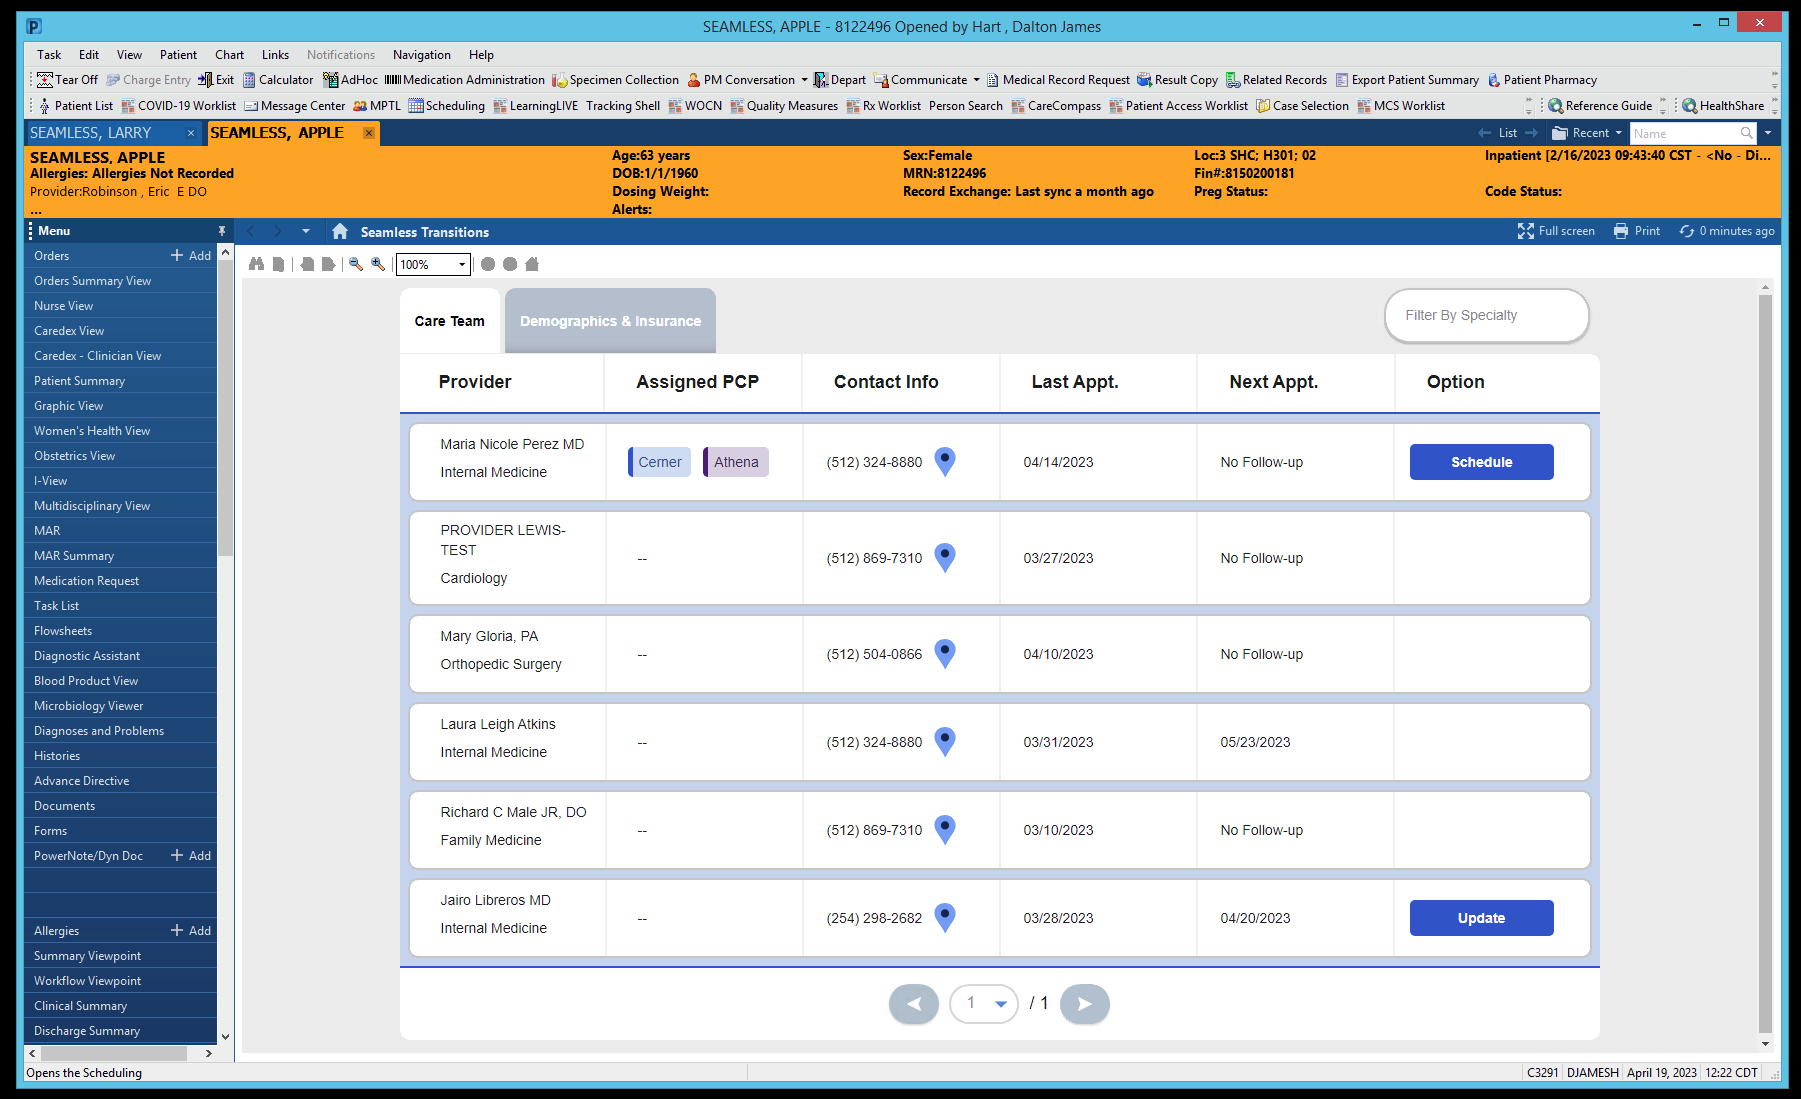 SEAMLESS, APPLE - 8122496 Opened by Hart , Dalton James
Task Edit View Patient Chart Links Notifications Navigation Help
Tear Off Charge Entry Exit Calculator AdHoc Medication Administration Specimen Collection PM Conversation Depart Communicate Medical Record Request Result Copy Related Records Export Patient Summary Patient Pharmacy
Patient List COVID-19 Worklist Message Center MPTL Scheduling LearningLIVE Tracking Shell WOCN Quality Measures Rx Worklist Person Search CareCompass Patient Access Worklist Case Selection MCS Worklist Reference Guide HealthShare
SEAMLESS, LARRY × SEAMLESS, APPLE × List Recent Name
SEAMLESS, APPLE Age:63 years Sex:Female Loc:3 SHC; H301; 02 Inpatient [2/16/2023 09:43:40 CST - <No - Di...
Allergies: Allergies Not Recorded DOB:1/1/1960 MRN:8122496 Fin#:8150200181
Provider:Robinson , Eric E DO Dosing Weight: Record Exchange: Last sync a month ago Preg Status: Code Status:
... Alerts:
Menu Seamless Transitions Full screen Print 0 minutes ago
Orders + Add
Orders Summary View
Nurse View
Caredex View
Caredex - Clinician View
Patient Summary
Graphic View
Women's Health View
Obstetrics View
I-View
Multidisciplinary View
MAR
MAR Summary
Medication Request
Task List
Flowsheets
Diagnostic Assistant
Blood Product View
Microbiology Viewer
Diagnoses and Problems
Histories
Advance Directive
Documents
Forms
PowerNote/Dyn Doc + Add
Allergies + Add
Summary Viewpoint
Workflow Viewpoint
Clinical Summary
Discharge Summary
100%
Care Team Demographics & Insurance Filter By Specialty
Provider Assigned PCP Contact Info Last Appt. Next Appt. Option
Maria Nicole Perez MD
Internal Medicine
Cerner Athena (512) 324-8880 04/14/2023 No Follow-up Schedule
PROVIDER LEWIS-
TEST
Cardiology
-- (512) 869-7310 03/27/2023 No Follow-up
Mary Gloria, PA
Orthopedic Surgery
-- (512) 504-0866 04/10/2023 No Follow-up
Laura Leigh Atkins
Internal Medicine
-- (512) 324-8880 03/31/2023 05/23/2023
Richard C Male JR, DO
Family Medicine
-- (512) 869-7310 03/10/2023 No Follow-up
Jairo Libreros MD
Internal Medicine
-- (254) 298-2682 03/28/2023 04/20/2023 Update
1 / 1
Opens the Scheduling C3291 DJAMESH April 19, 2023 12:22 CDT